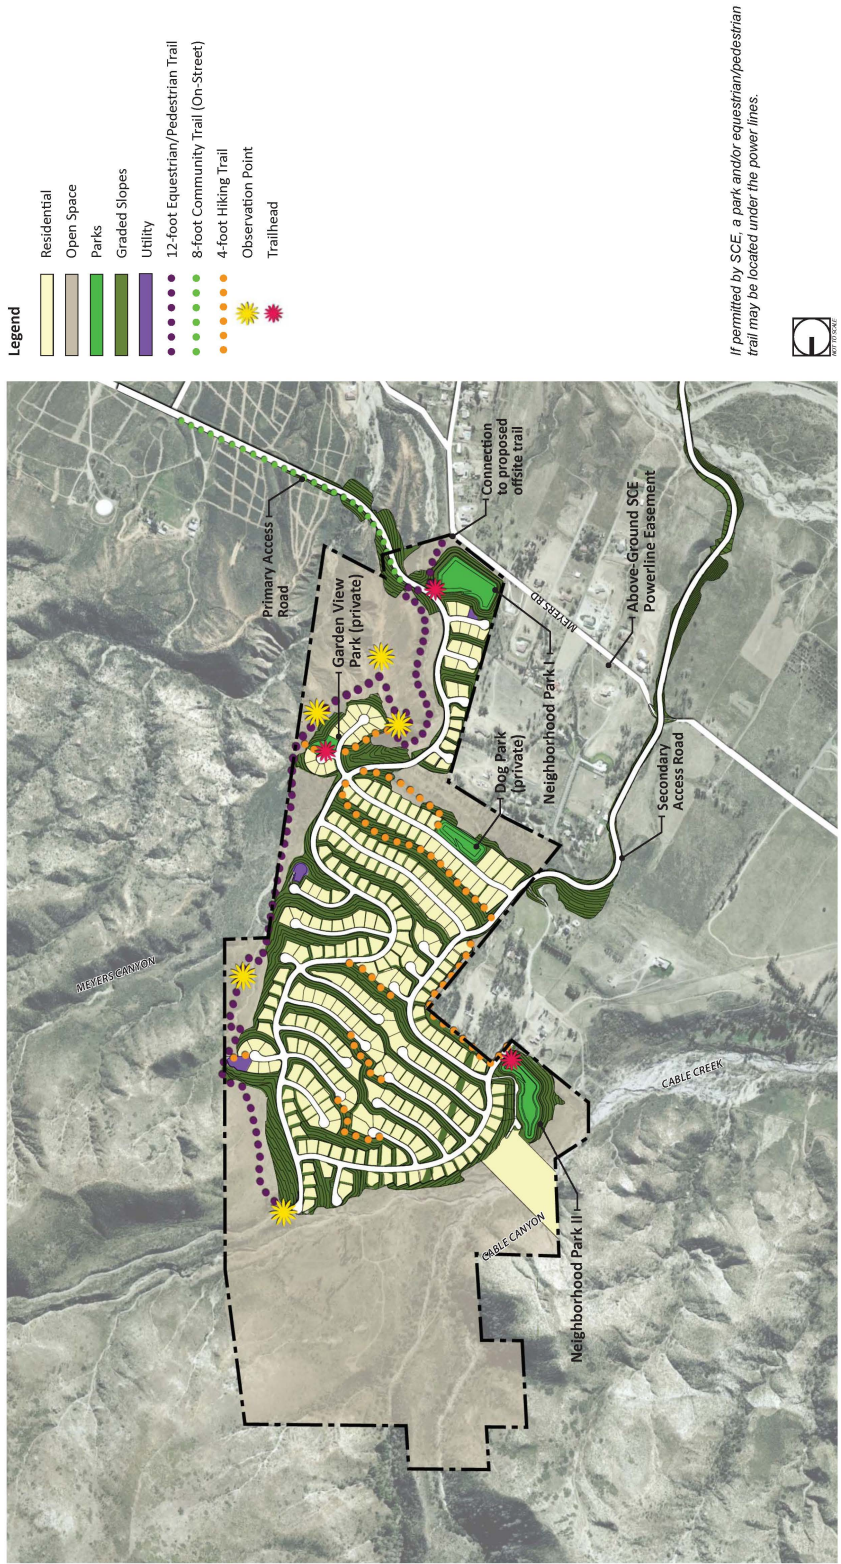 Legend
Residential
Open Space
Parks
Graded Slopes
Utility
12-foot Equestrian/Pedestrian Trail
8-foot Community Trail (On-Street)
4-foot Hiking Trail
Observation Point
Trailhead
If permitted by SCE, a park and/or equestrian/pedestrian
trail may be located under the power lines.
NOT TO SCALE
Primary Access
Road
Garden View
Park (private)
Connection
to proposed
offsite trail
MEYERS RD
Above-Ground SCE
Powerline Easement
Neighborhood Park I
Dog Park
(private)
Secondary
Access Road
MEYERS CANYON
CABLE CREEK
CABLE CANYON
Neighborhood Park II